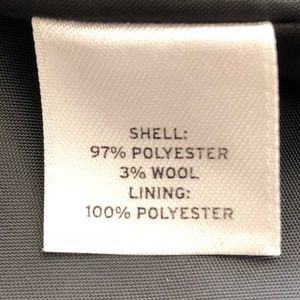 SHELL:
97% POLYESTER
3% WOOL
LINING:
100% POLYESTER